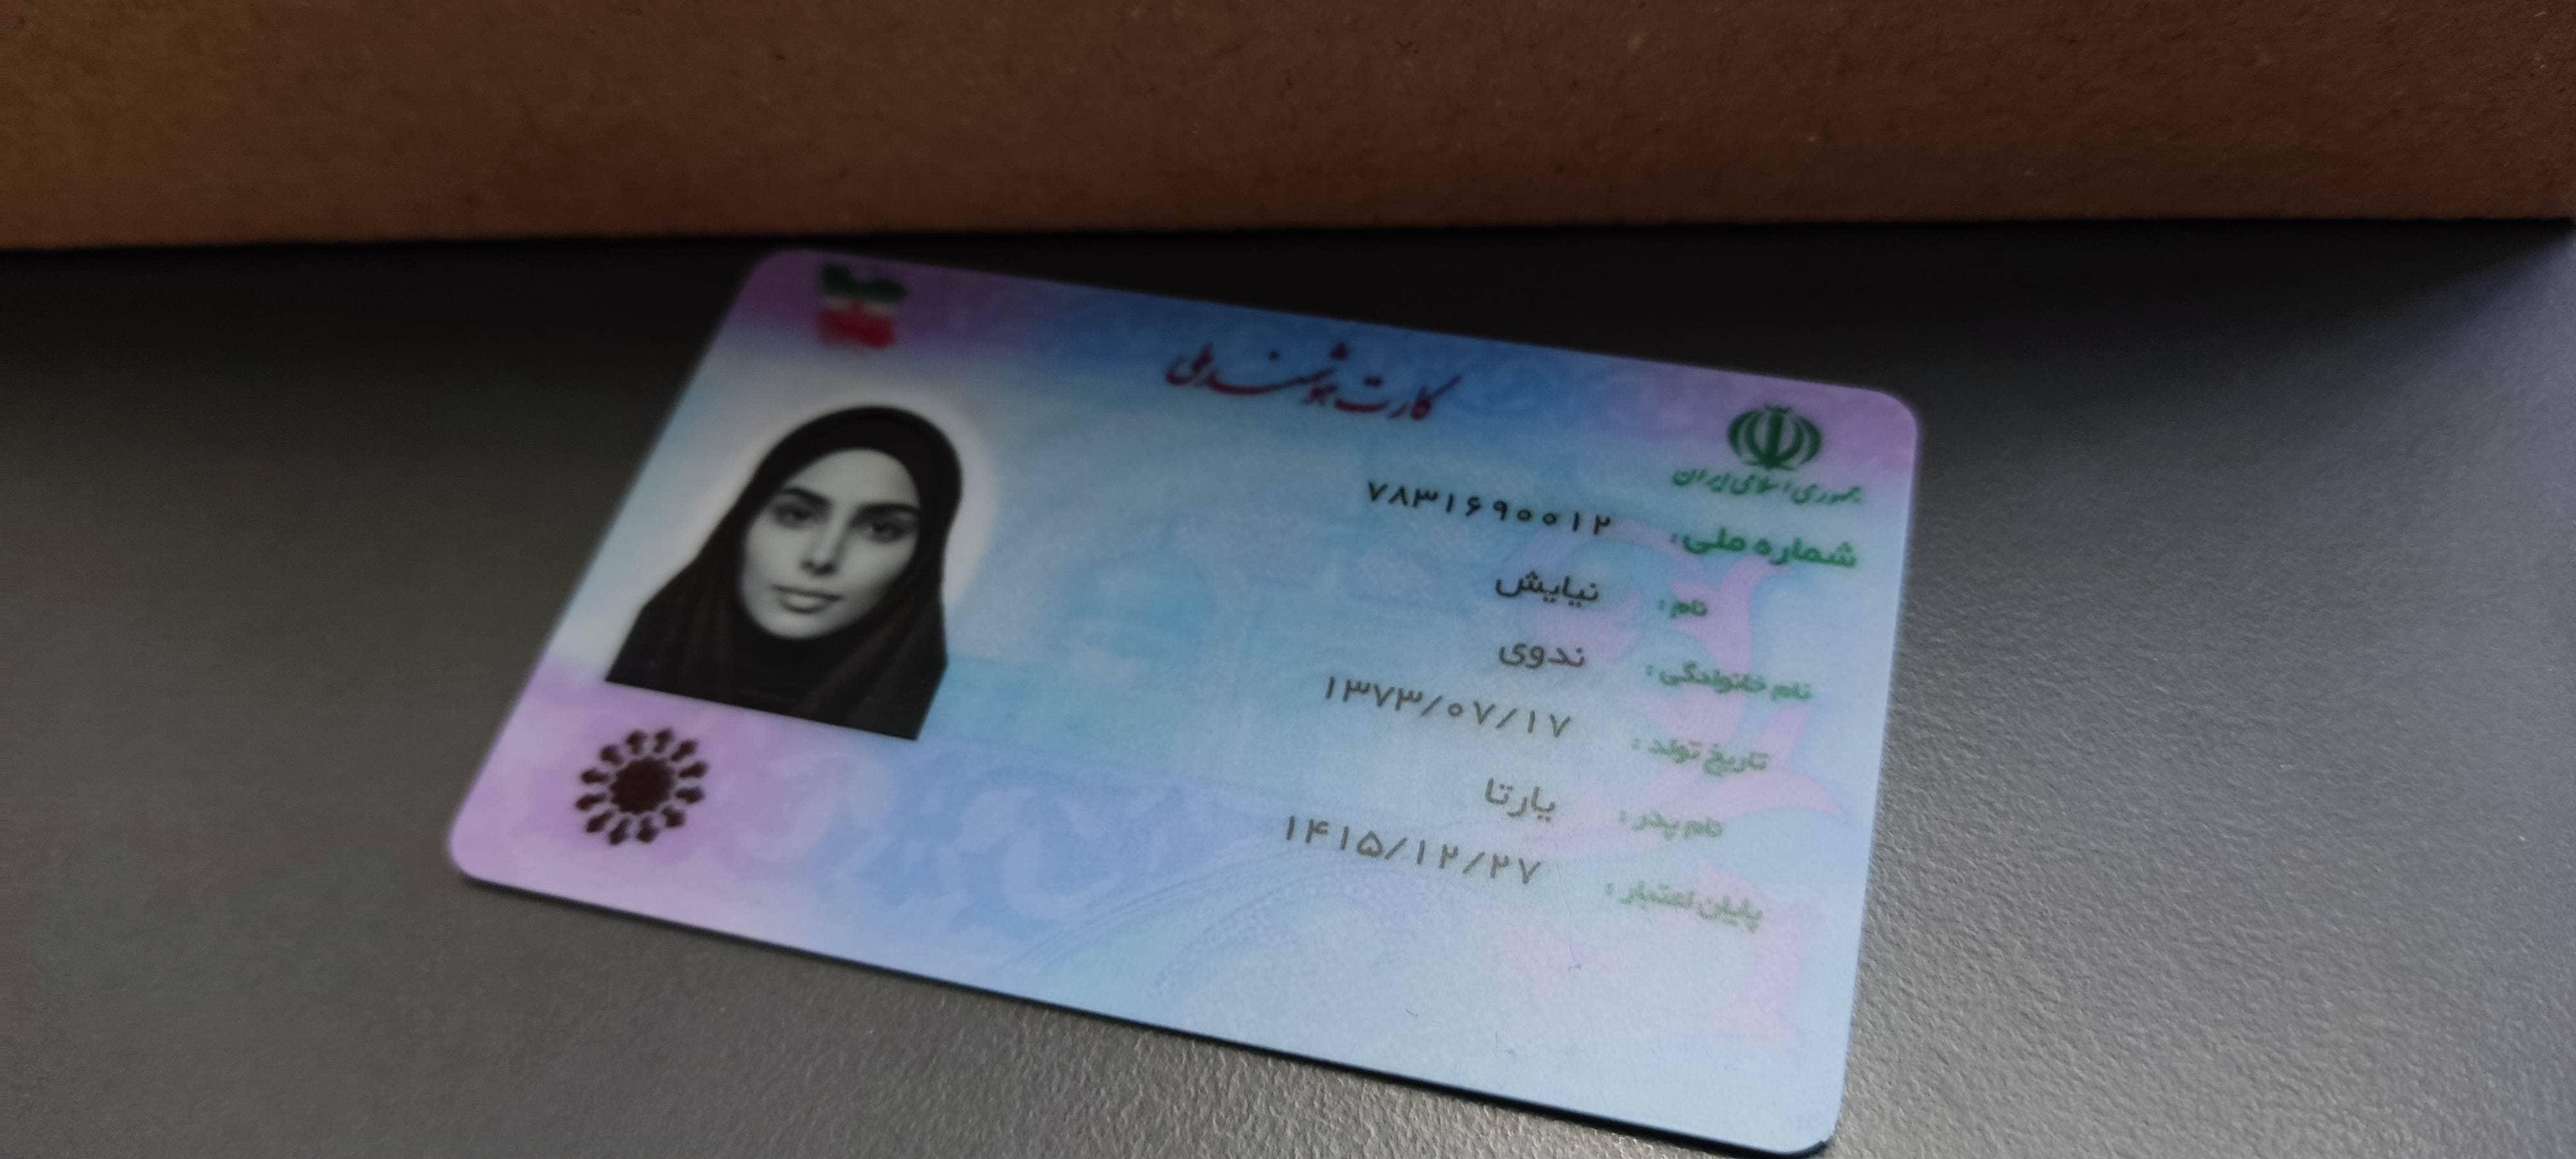 کارت هوشمند ملی
جمهوری اسلامی ایران
شماره ملی: ۷۸۳۱۶۹۰۰۱۲
نام: نیایش
نام خانوادگی: ندوی
تاریخ تولد: ۱۳۷۳/۰۷/۱۷
نام پدر: یارتا
پایان اعتبار: ۱۴۱۵/۱۲/۲۷